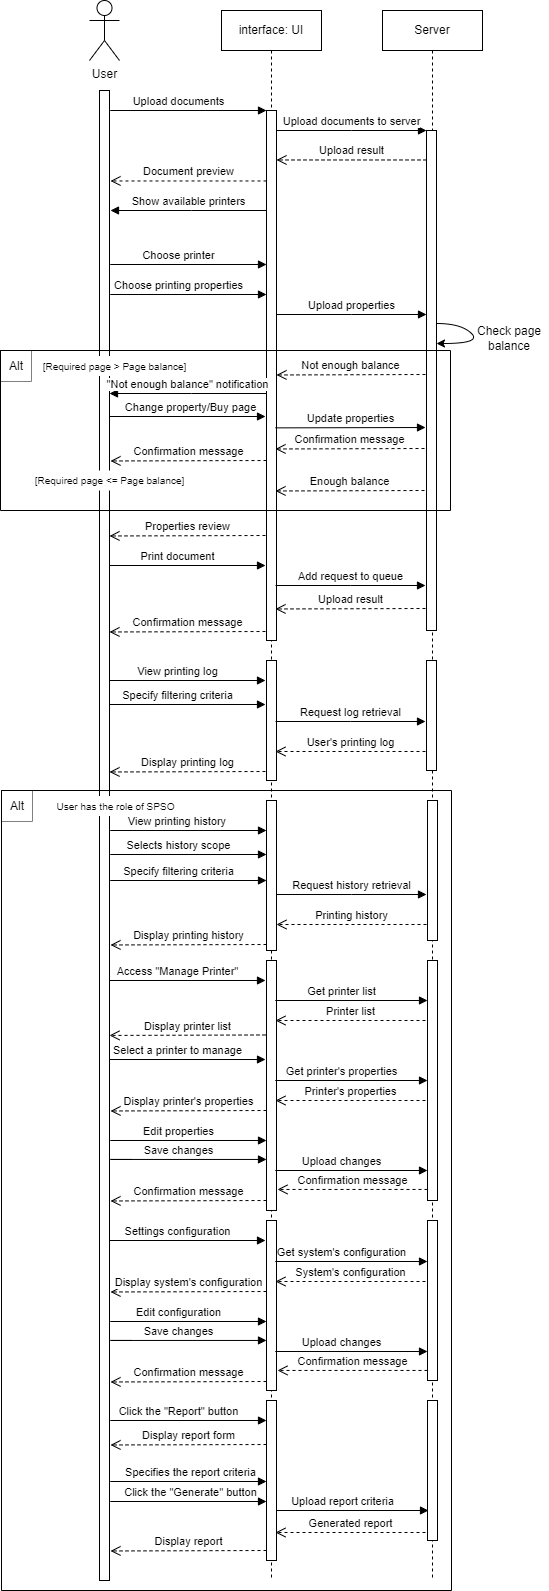 User
interface: UI
Server
Upload documents
Upload documents to server
Upload result
Document preview
Show available printers
Choose printer
Choose printing properties
Upload properties
Check page
balance
Alt
[Required page > Page balance]
Not enough balance
"Not enough balance" notification
Change property/Buy page
Update properties
Confirmation message
Confirmation message
[Required page <= Page balance]
Enough balance
Properties review
Print document
Add request to queue
Upload result
Confirmation message
View printing log
Specify filtering criteria
Request log retrieval
User's printing log
Display printing log
Alt
User has the role of SPSO
View printing history
Selects history scope
Specify filtering criteria
Request history retrieval
Printing history
Display printing history
Access "Manage Printer"
Get printer list
Printer list
Display printer list
Select a printer to manage
Get printer's properties
Printer's properties
Display printer's properties
Edit properties
Save changes
Upload changes
Confirmation message
Confirmation message
Settings configuration
Get system's configuration
System's configuration
Display system's configuration
Edit configuration
Save changes
Upload changes
Confirmation message
Confirmation message
Click the "Report" button
Display report form
Specifies the report criteria
Click the "Generate" button
Upload report criteria
Generated report
Display report